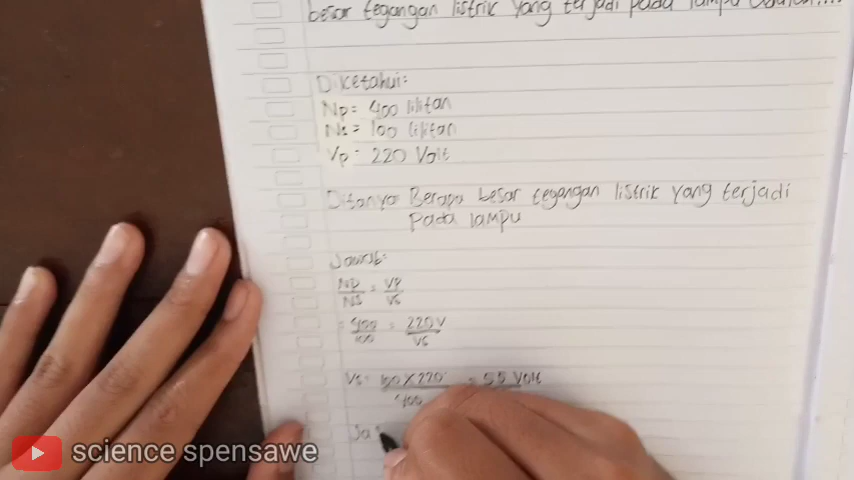 besar tegangan listrik yang terjadi pada lampu adalah....
Diketahui:
Np = 400 lilitan
Ns = 100 lilitan
Vp = 220 Volt
Ditanya Berapa besar tegangan listrik yang terjadi
Pada lampu
Jawab:
Np/Ns = Vp/Vs
= 400/100 = 220 V/Vs
Vs = 100 x 220 / 400 = 55 Volt
Ja
science spensawe